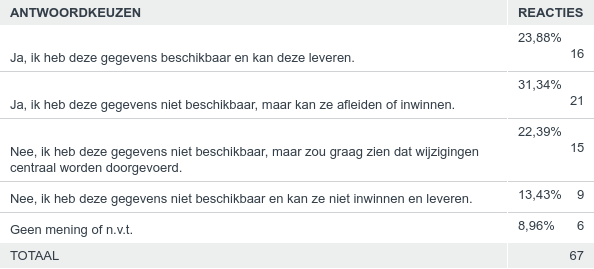 ANTWOORDKEUZEN REACTIES
Ja, ik heb deze gegevens beschikbaar en kan deze leveren. 23,88% 16
Ja, ik heb deze gegevens niet beschikbaar, maar kan ze afleiden of inwinnen. 31,34% 21
Nee, ik heb deze gegevens niet beschikbaar, maar zou graag zien dat wijzigingen 22,39% 15
centraal worden doorgevoerd.
Nee, ik heb deze gegevens niet beschikbaar en kan ze niet inwinnen en leveren. 13,43% 9
Geen mening of n.v.t. 8,96% 6
TOTAAL 67